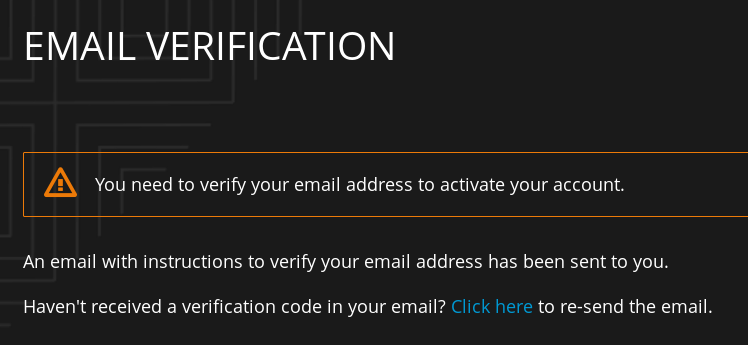 EMAIL VERIFICATION
You need to verify your email address to activate your account.
An email with instructions to verify your email address has been sent to you.
Haven't received a verification code in your email? Click here to re-send the email.